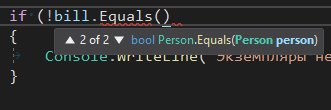 if (!bill.Equals()
{
▲ 2 of 2 ▼ bool Person.Equals(Person person)
Console.WriteLine("Экземпляры не
}